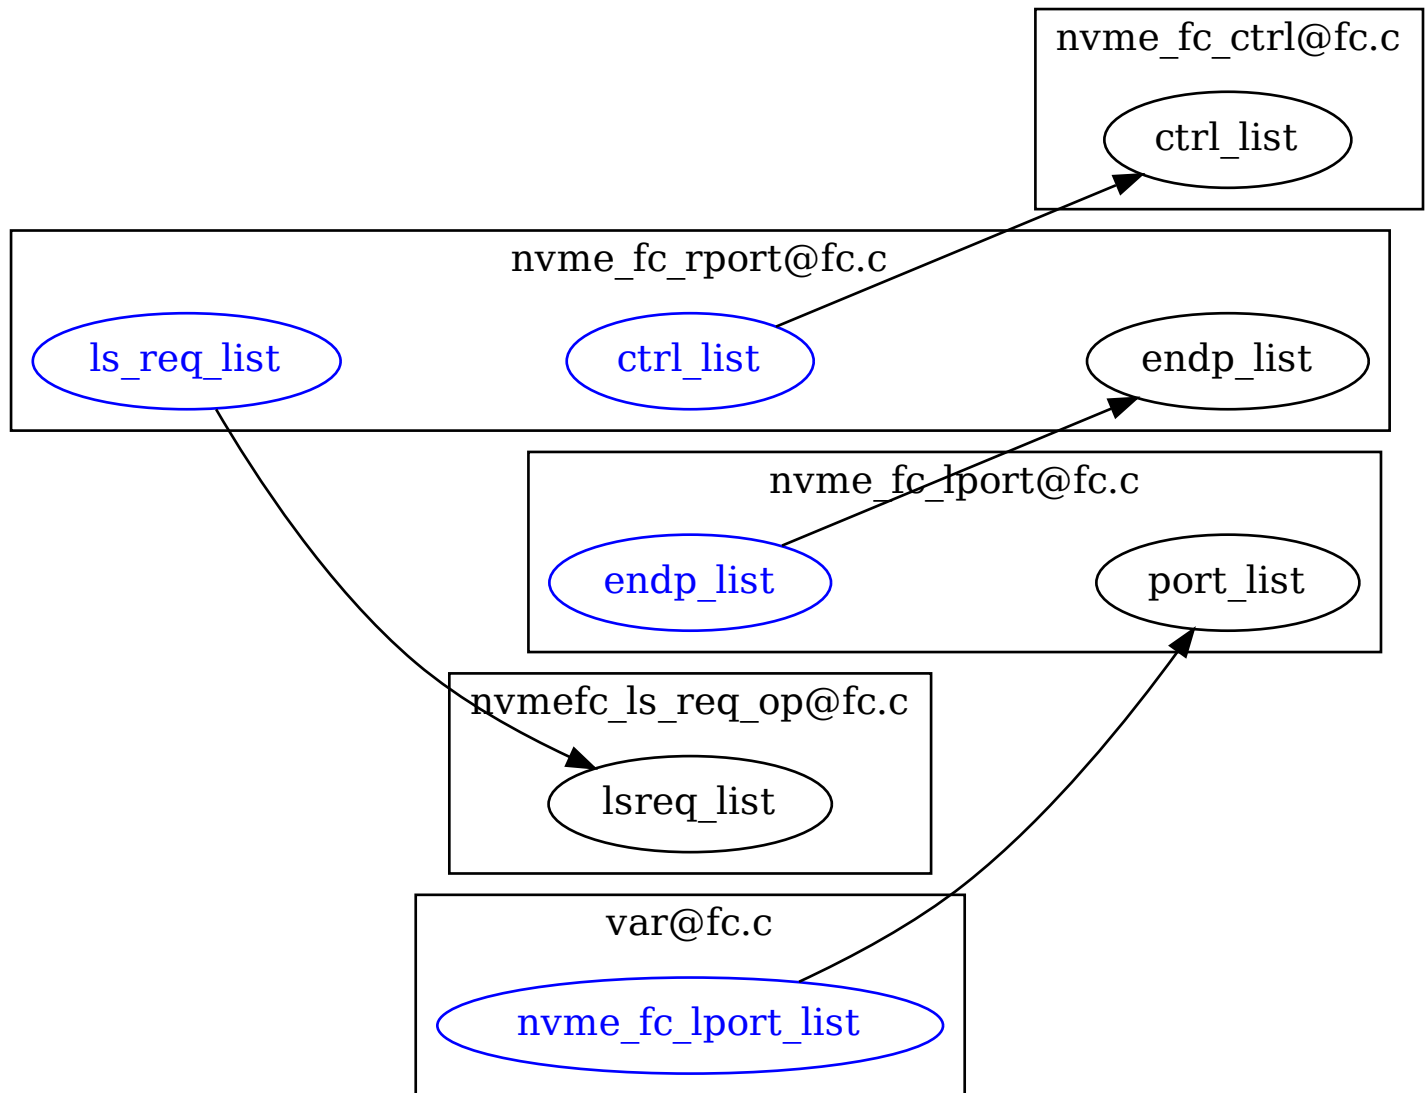 nvme_fc_ctrl@fc.c
ctrl_list
nvme_fc_rport@fc.c
ls_req_list
ctrl_list
endp_list
nvme_fc_lport@fc.c
endp_list
port_list
nvmefc_ls_req_op@fc.c
lsreq_list
var@fc.c
nvme_fc_lport_list